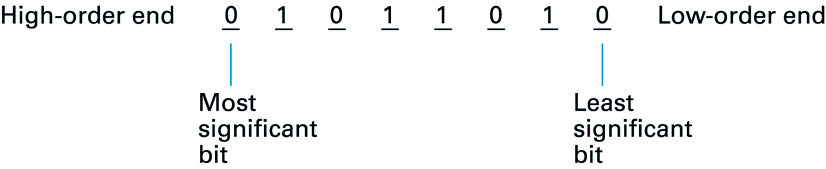 High-order end 0 1 0 1 1 0 1 0 Low-order end
Most Least
significant significant
bit bit